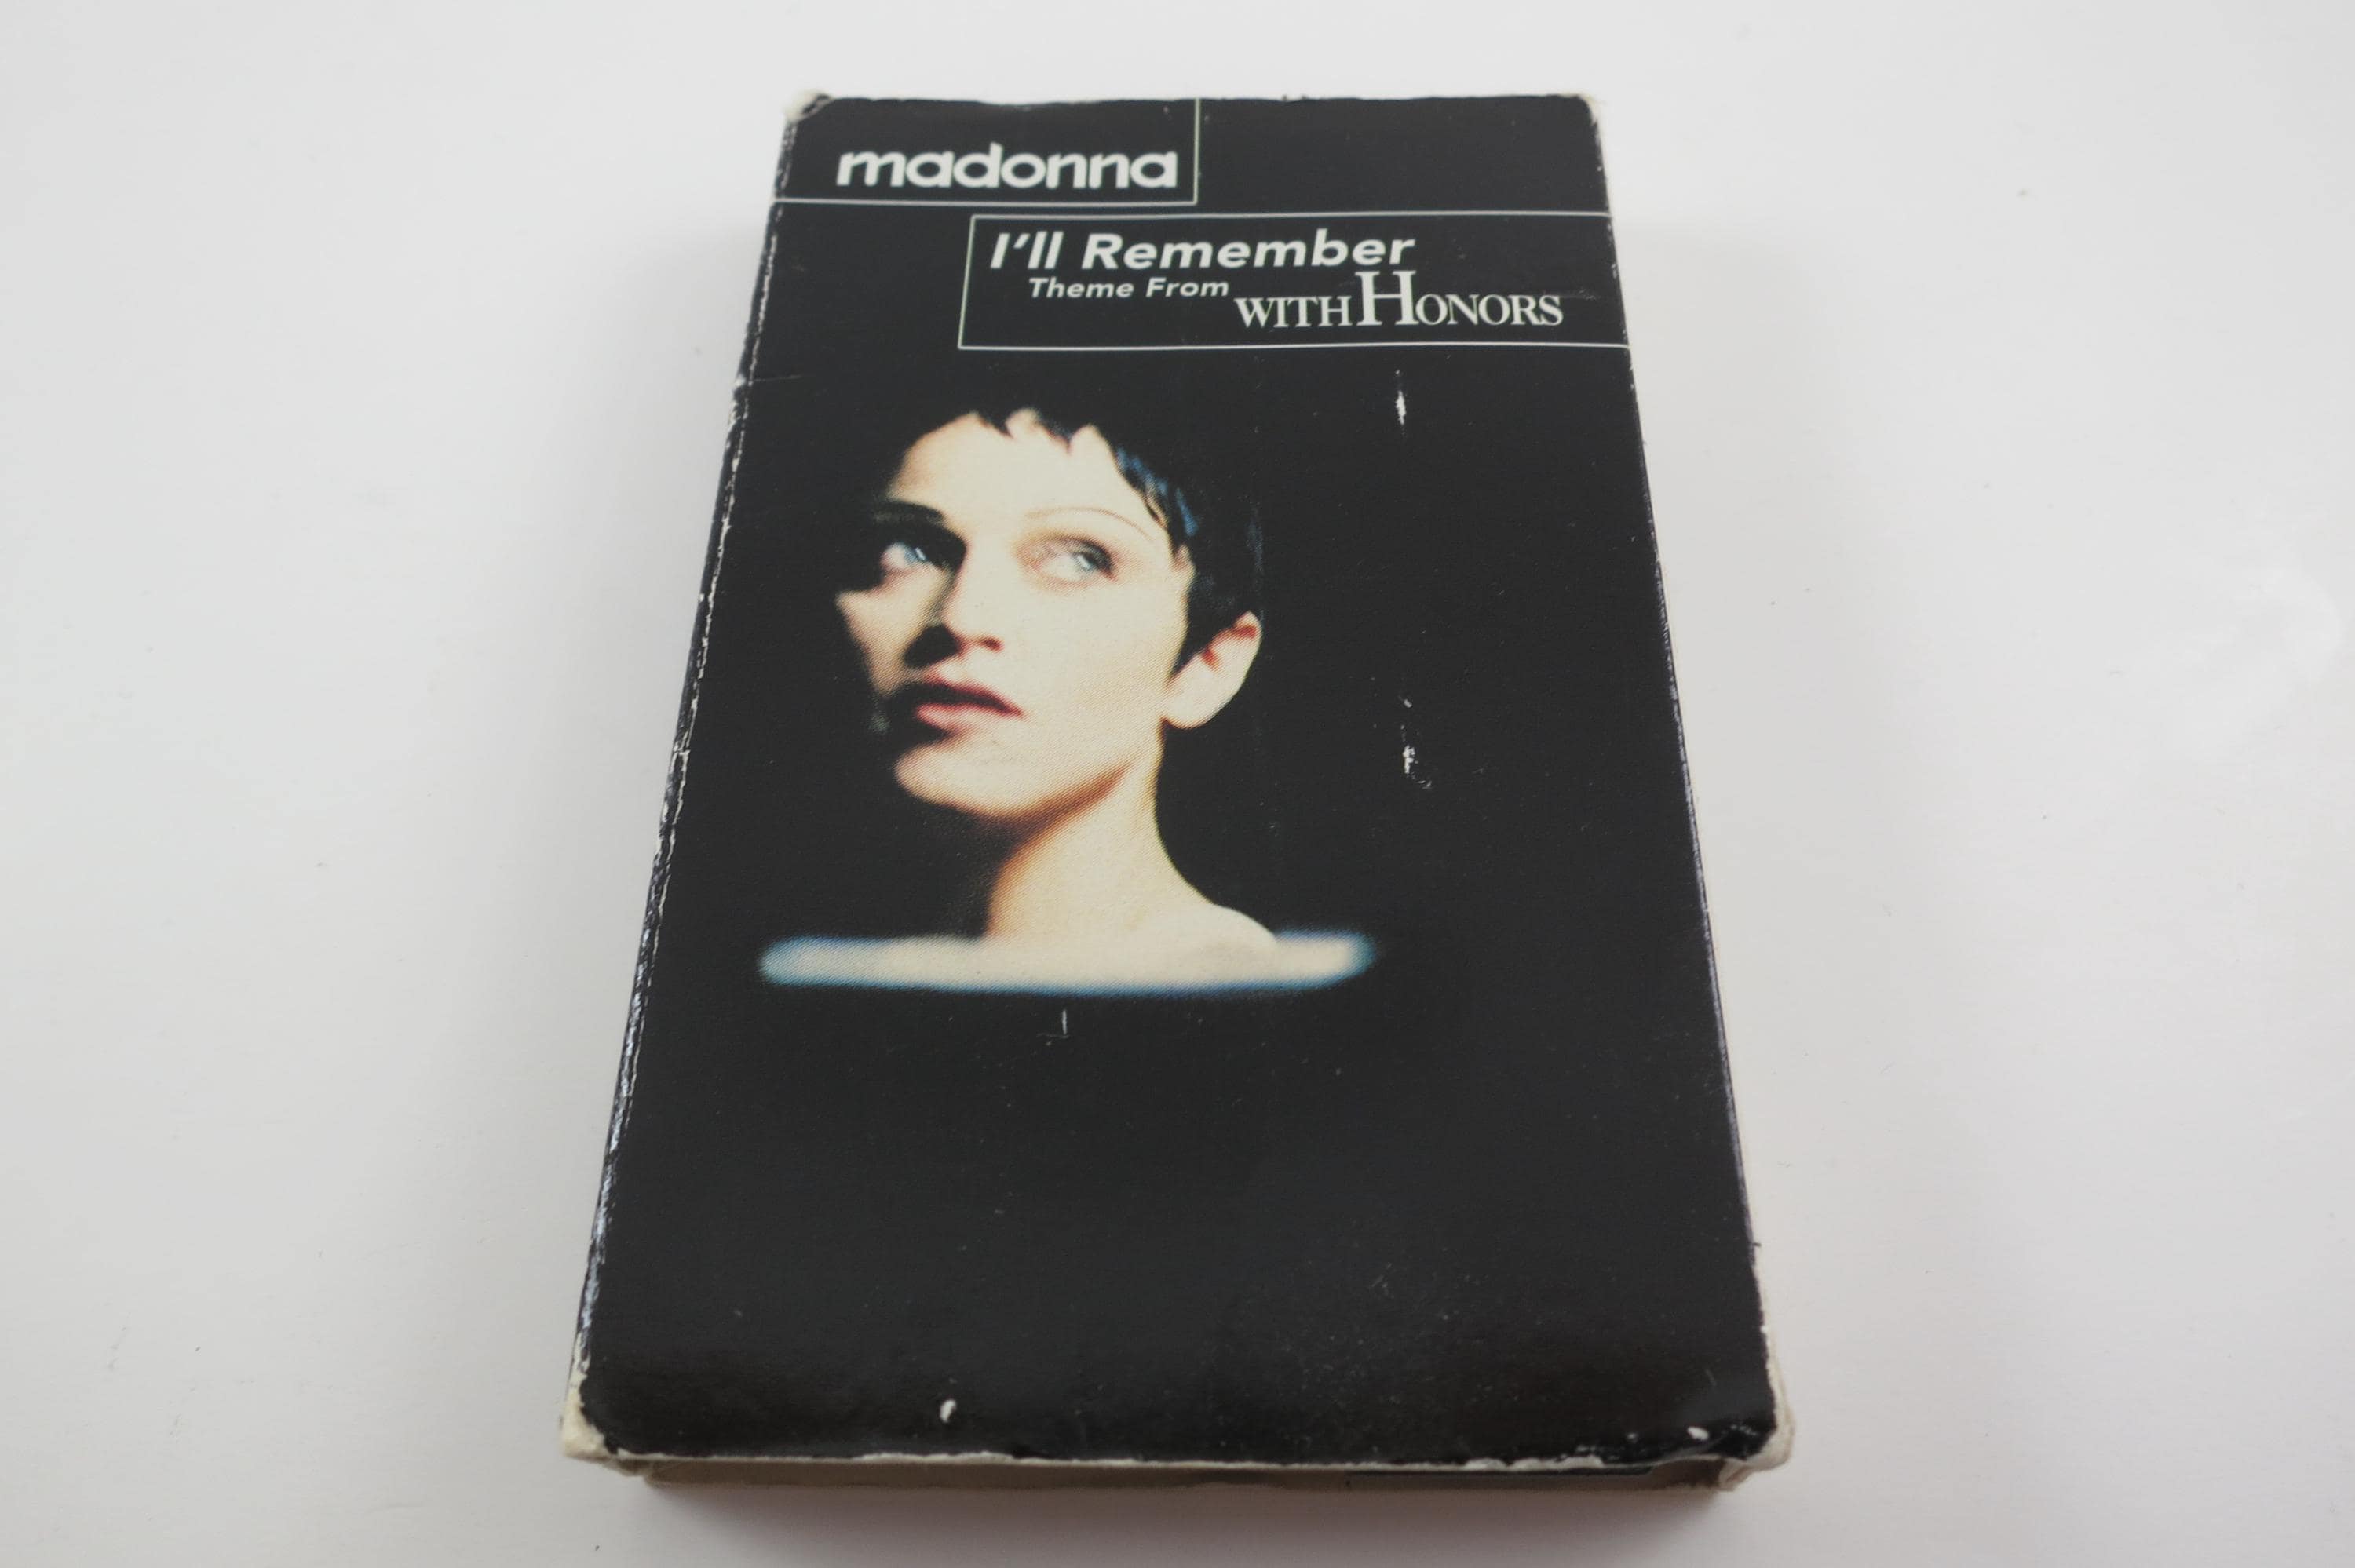 madonna
I'll Remember
Theme From WITH HONORS